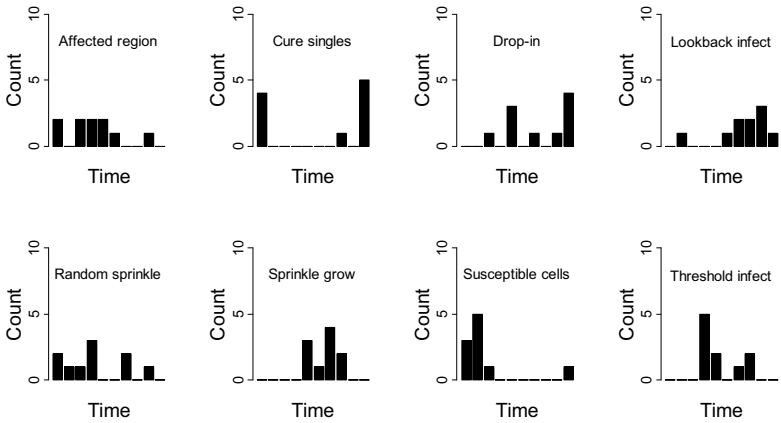 Affected region
Count
0
5
10
Time
Cure singles
Count
0
5
10
Time
Drop-in
Count
0
5
10
Time
Lookback infect
Count
0
5
10
Time
Random sprinkle
Count
0
5
10
Time
Sprinkle grow
Count
0
5
10
Time
Susceptible cells
Count
0
5
10
Time
Threshold infect
Count
0
5
10
Time